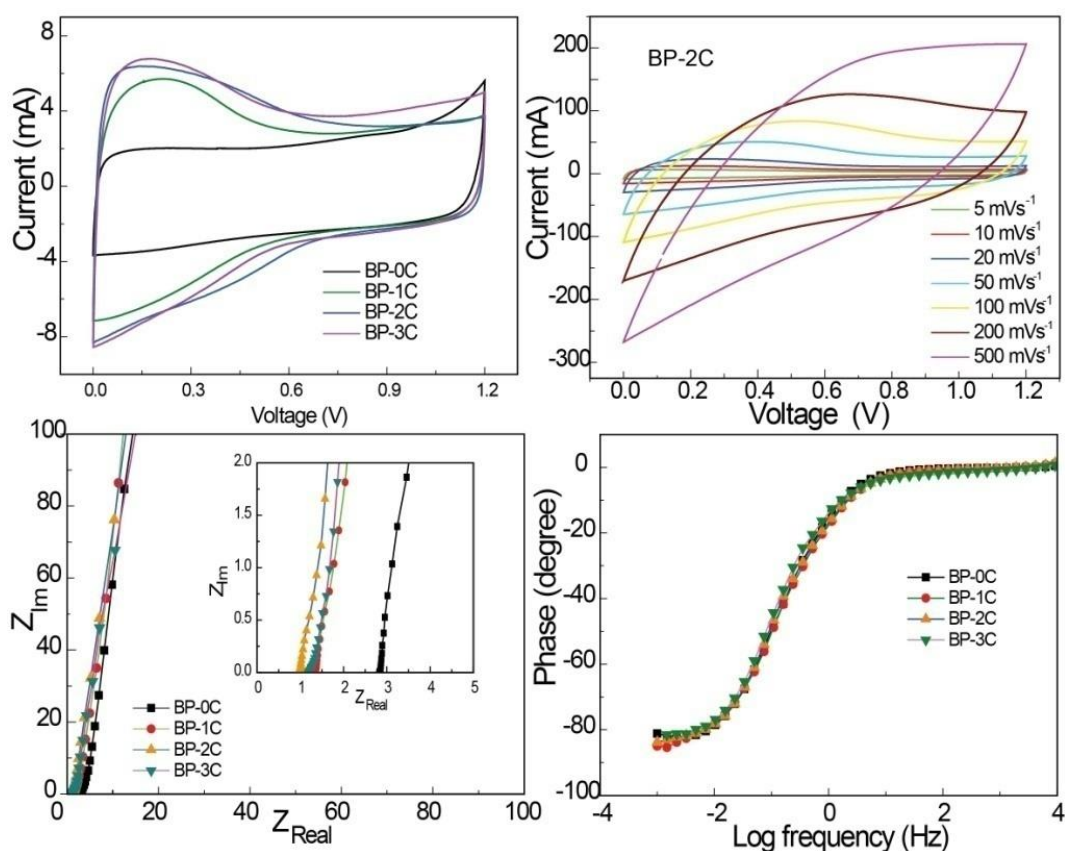 8
4
0
-4
-8
Current (mA)
BP-0C
BP-1C
BP-2C
BP-3C
0.0 0.3 0.6 0.9 1.2
Voltage (V)
200
100
0
-100
-200
-300
Current (mA)
BP-2C
5 mVs-1
10 mVs-1
20 mVs-1
50 mVs-1
100 mVs-1
200 mVs-1
500 mVs-1
0.0 0.2 0.4 0.6 0.8 1.0 1.2
Voltage (V)
100
80
60
40
20
0
ZIm
2.0
1.5
1.0
0.5
0.0
ZIm
0 1 2 3 4 5
ZReal
BP-0C
BP-1C
BP-2C
BP-3C
0 20 40 60 80 100
ZReal
0
-20
-40
-60
-80
-100
Phase (degree)
BP-0C
BP-1C
BP-2C
BP-3C
-4 -2 0 2 4
Log frequency (Hz)